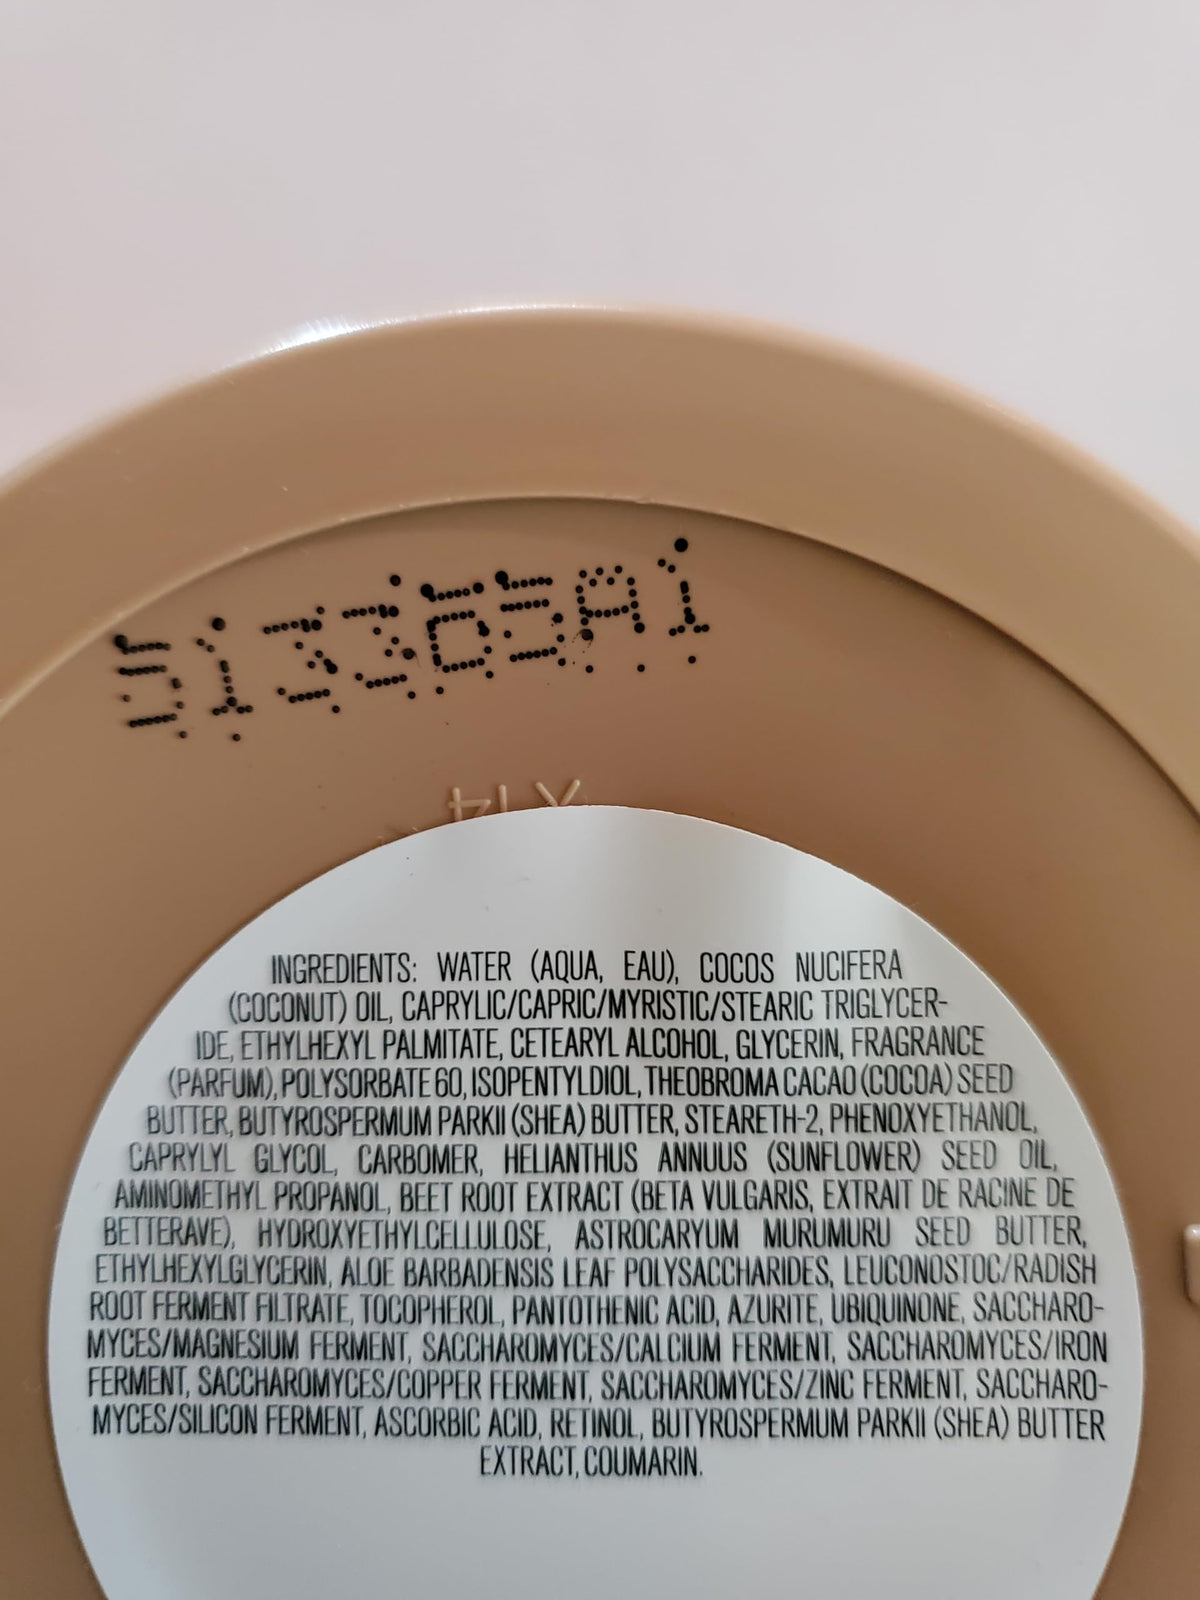 513365A1
INGREDIENTS: WATER (AQUA, EAU), COCOS NUCIFERA
(COCONUT) OIL, CAPRYLIC/CAPRIC/MYRISTIC/STEARIC TRIGLYCER-
IDE, ETHYLHEXYL PALMITATE, CETEARYL ALCOHOL, GLYCERIN, FRAGRANCE
(PARFUM), POLYSORBATE 60, ISOPENTYLDIOL, THEOBROMA CACAO (COCOA) SEED
BUTTER, BUTYROSPERMUM PARKII (SHEA) BUTTER, STEARETH-2, PHENOXYETHANOL,
CAPRYLYL GLYCOL, CARBOMER, HELIANTHUS ANNUUS (SUNFLOWER) SEED OIL,
AMINOMETHYL PROPANOL, BEET ROOT EXTRACT (BETA VULGARIS, EXTRAIT DE RACINE DE
BETTERAVE), HYDROXYETHYLCELLULOSE, ASTROCARYUM MURUMURU SEED BUTTER,
ETHYLHEXYLGLYCERIN, ALOE BARBADENSIS LEAF POLYSACCHARIDES, LEUCONOSTOC/RADISH
ROOT FERMENT FILTRATE, TOCOPHEROL, PANTOTHENIC ACID, AZURITE, UBIQUINONE, SACCHARO-
MYCES/MAGNESIUM FERMENT, SACCHAROMYCES/CALCIUM FERMENT, SACCHAROMYCES/IRON
FERMENT, SACCHAROMYCES/COPPER FERMENT, SACCHAROMYCES/ZINC FERMENT, SACCHARO-
MYCES/SILICON FERMENT, ASCORBIC ACID, RETINOL, BUTYROSPERMUM PARKII (SHEA) BUTTER
EXTRACT, COUMARIN.